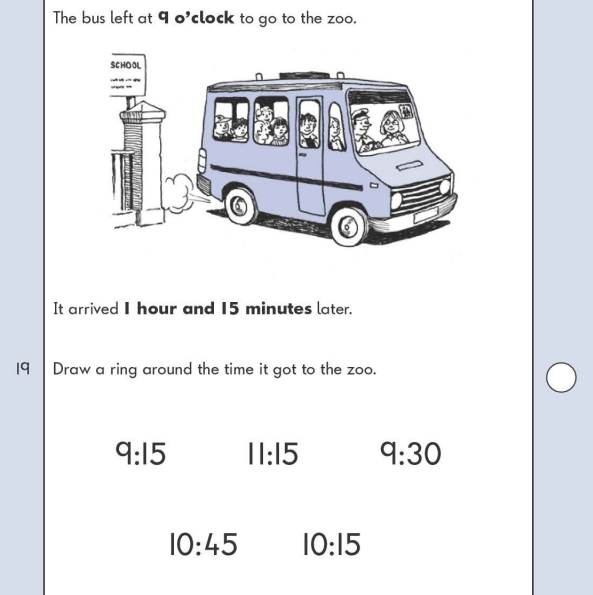 The bus left at 9 o'clock to go to the zoo.
SCHOOL
It arrived 1 hour and 15 minutes later.
19 Draw a ring around the time it got to the zoo.
9:15 11:15 9:30
10:45 10:15